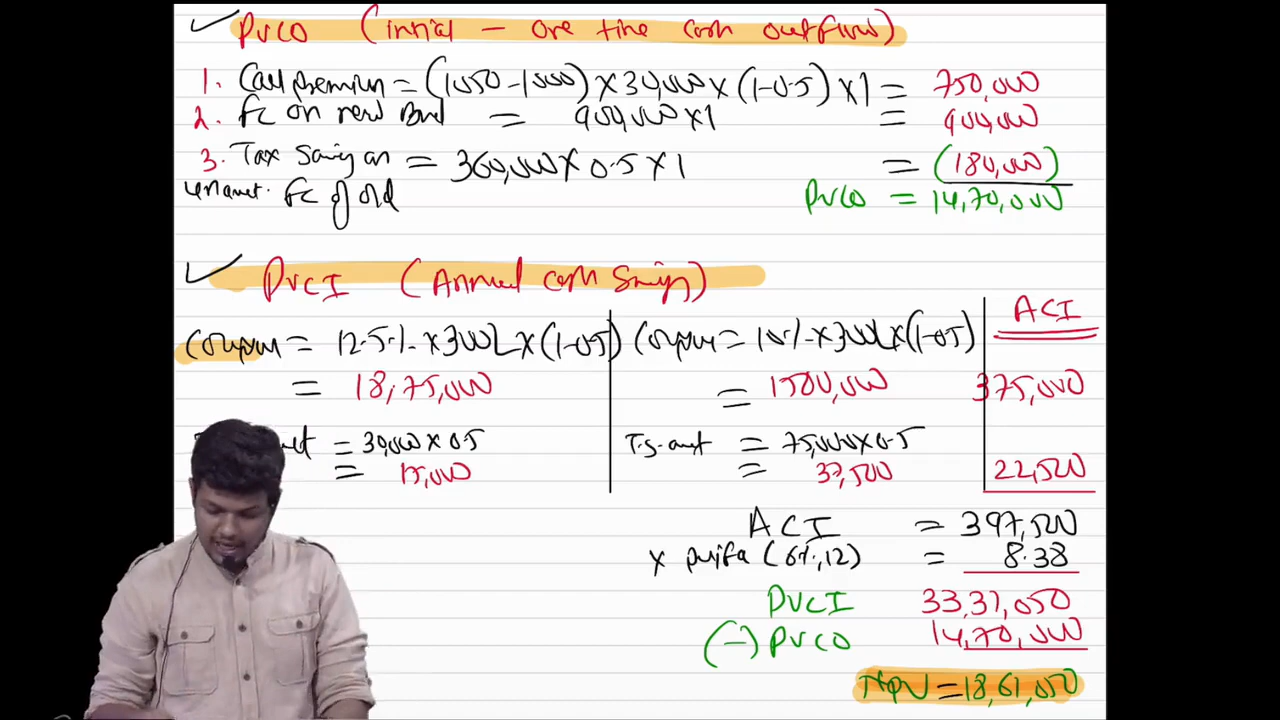 ✓ PVCO (initial – one time cash outflow)
1. Call premium = (1050-1000) × 30,000 × (1-0.5) × 1 = 750,000
2. FC on new Bond = 900,000 × 1 = 900,000
3. Tax Saving on = 360,000 × 0.5 × 1 = (180,000)
unamort. FC of old
PVCO = 14,70,000
✓ PVCI (Annual cash Savings)
ACI
Coupon = 12.5% × 300L × (1-0.5)
= 18,75,000
Coupon = 10% × 300L × (1-0.5)
= 1500,000
375,000
= 30,000 × 0.5
= 15,000
T.S. amt = 75,000 × 0.5
= 37,500
22,500
ACI = 397,500
× pvifa (6%, 12) = 8.38
PVCI 33,31,050
(-) PVCO 14,70,000
NPV = 18,61,050